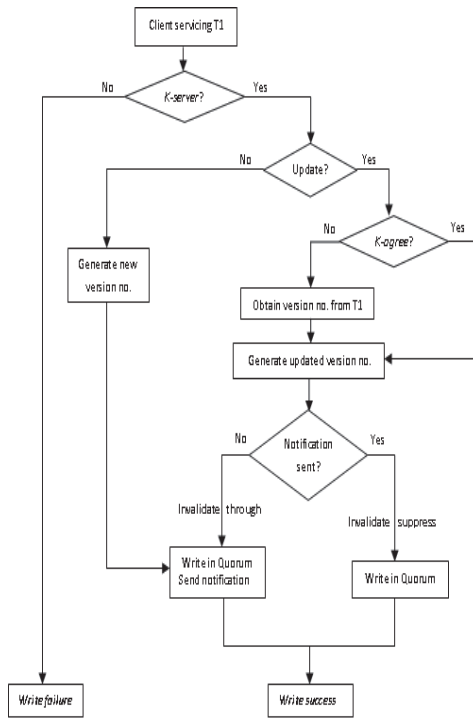 Client servicing T1
No
K-server?
Yes
No
Update?
Yes
No
K-agree?
Yes
Generate new
version no.
Obtain version no. from T1
Generate updated version no.
No
Notification
sent?
Yes
Invalidate through
Invalidate suppress
Write in Quorum
Send notification
Write in Quorum
Write failure
Write success